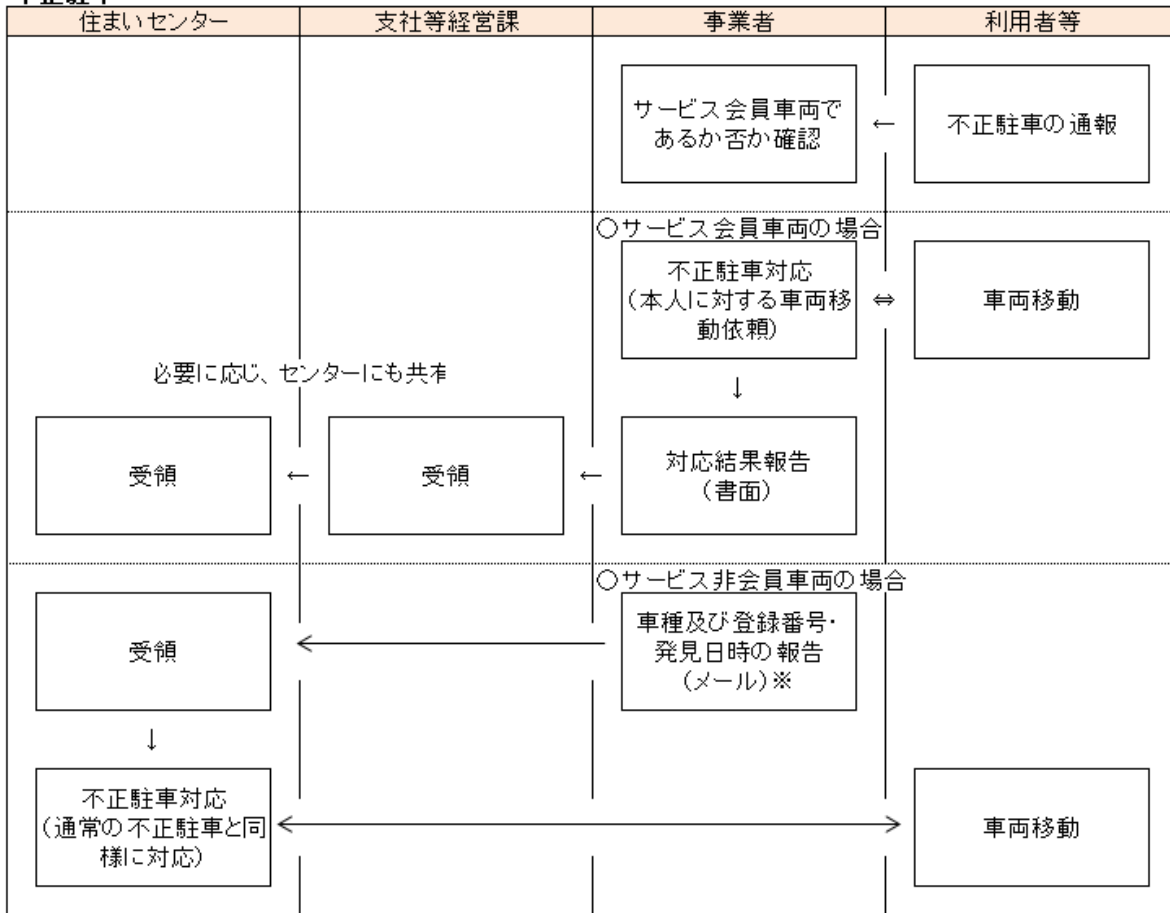 住まいセンター
支社等経営課
事業者
利用者等
サービス会員車両で
あるか否か確認
←
不正駐車の通報
○サービス会員車両の場合
不正駐車対応
(本人に対する車両移
動依頼)
⇔
車両移動
必要に応じ、センターにも共有
↓
受領
←
受領
←
対応結果報告
(書面)
○サービス非会員車両の場合
受領
車種及び登録番号・
発見日時の報告
(メール)※
↓
不正駐車対応
(通常の不正駐車と同
様に対応)
車両移動